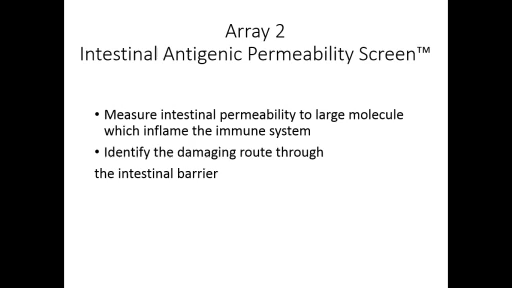 Array 2
Intestinal Antigenic Permeability Screen™
• Measure intestinal permeability to large molecule
which inflame the immune system
• Identify the damaging route through
the intestinal barrier